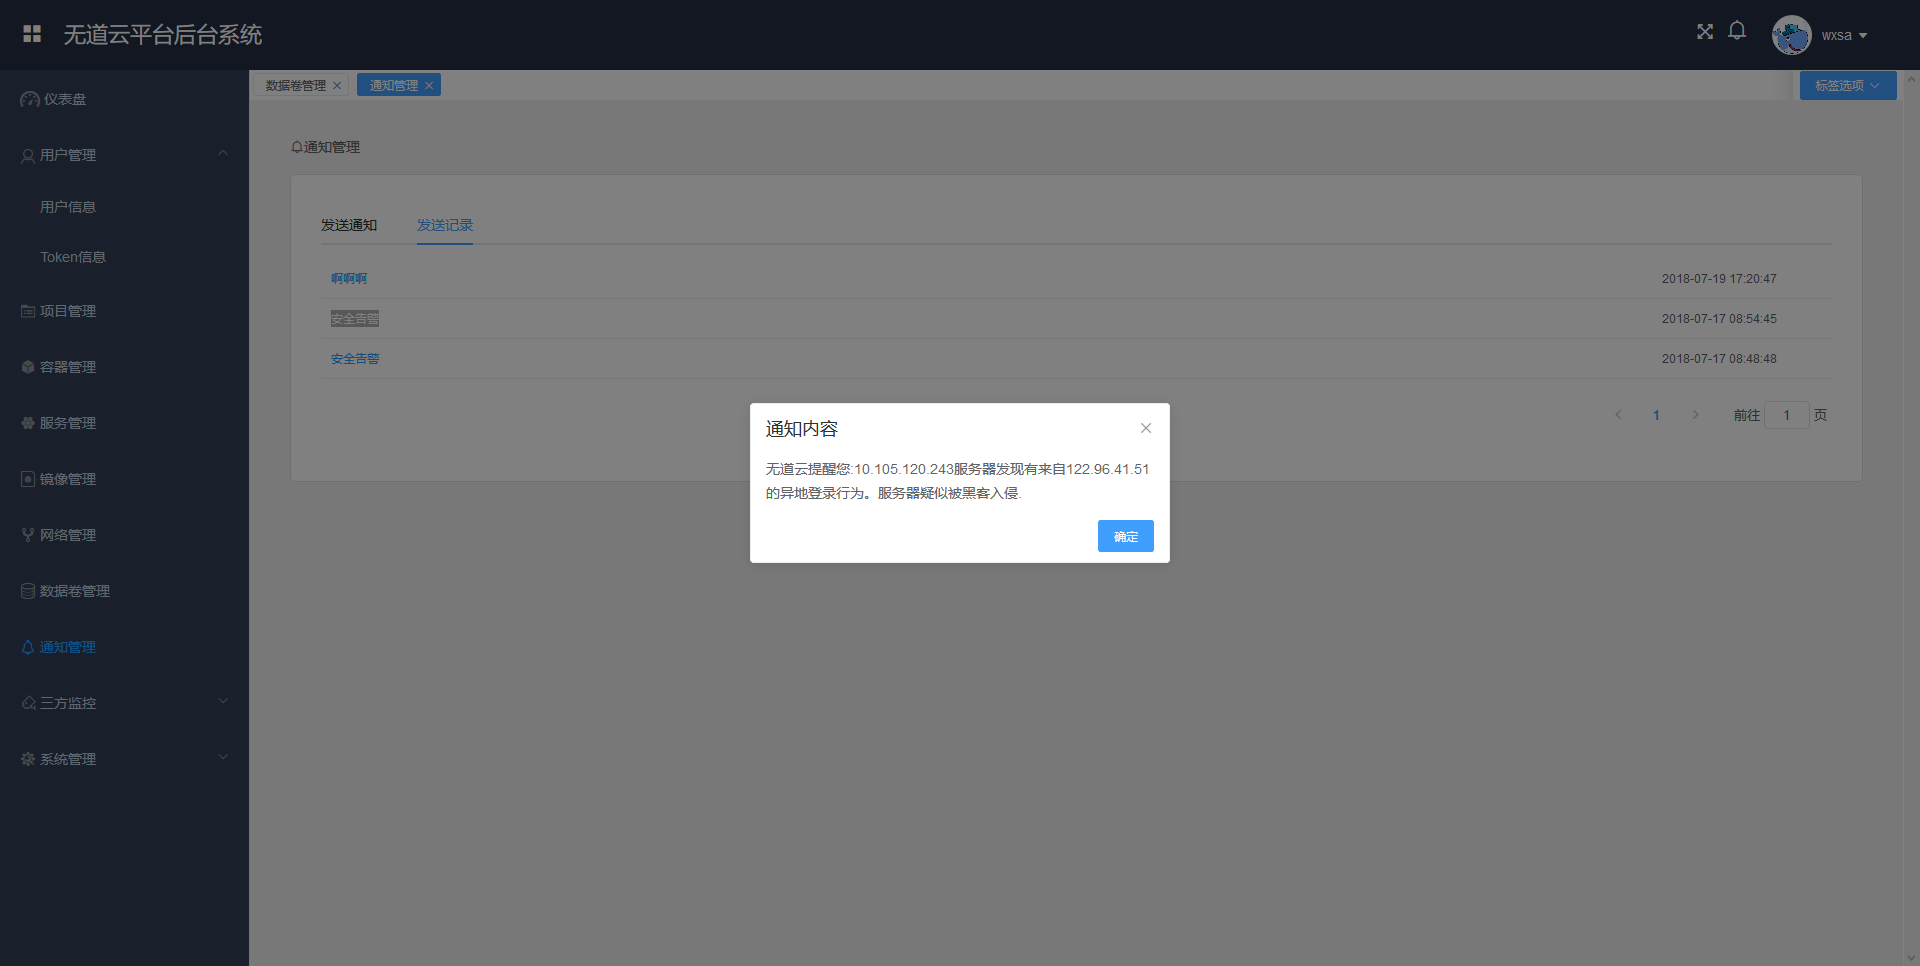 无道云平台后台系统
wxsa
仪表盘
用户管理
用户信息
Token信息
项目管理
容器管理
服务管理
镜像管理
网络管理
数据卷管理
通知管理
三方监控
系统管理
数据卷管理
通知管理
标签选项
通知管理
发送通知
发送记录
啊啊啊
2018-07-19 17:20:47
安全告警
2018-07-17 08:54:45
安全告警
2018-07-17 08:48:48
1
前往 1 页
通知内容
无道云提醒您:10.105.120.243服务器发现有来自122.96.41.51
的异地登录行为。服务器疑似被黑客入侵.
确定